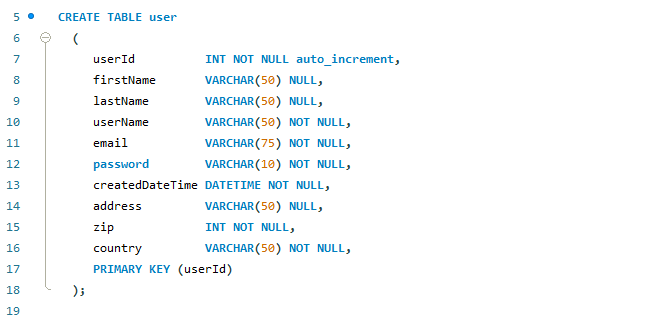 5 CREATE TABLE user
6 (
7 userId INT NOT NULL auto_increment,
8 firstName VARCHAR(50) NULL,
9 lastName VARCHAR(50) NULL,
10 userName VARCHAR(50) NOT NULL,
11 email VARCHAR(75) NOT NULL,
12 password VARCHAR(10) NOT NULL,
13 createdDateTime DATETIME NOT NULL,
14 address VARCHAR(50) NULL,
15 zip INT NOT NULL,
16 country VARCHAR(50) NOT NULL,
17 PRIMARY KEY (userId)
18 );
19